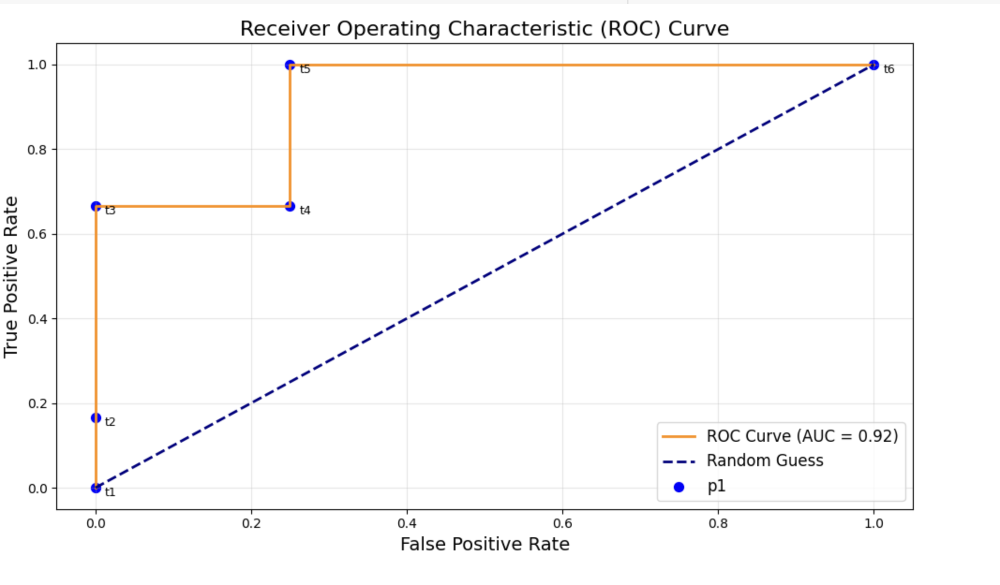 Receiver Operating Characteristic (ROC) Curve
True Positive Rate
1.0
0.8
0.6
0.4
0.2
0.0
t5
t6
t3
t4
t2
t1
ROC Curve (AUC = 0.92)
Random Guess
p1
0.0 0.2 0.4 0.6 0.8 1.0
False Positive Rate